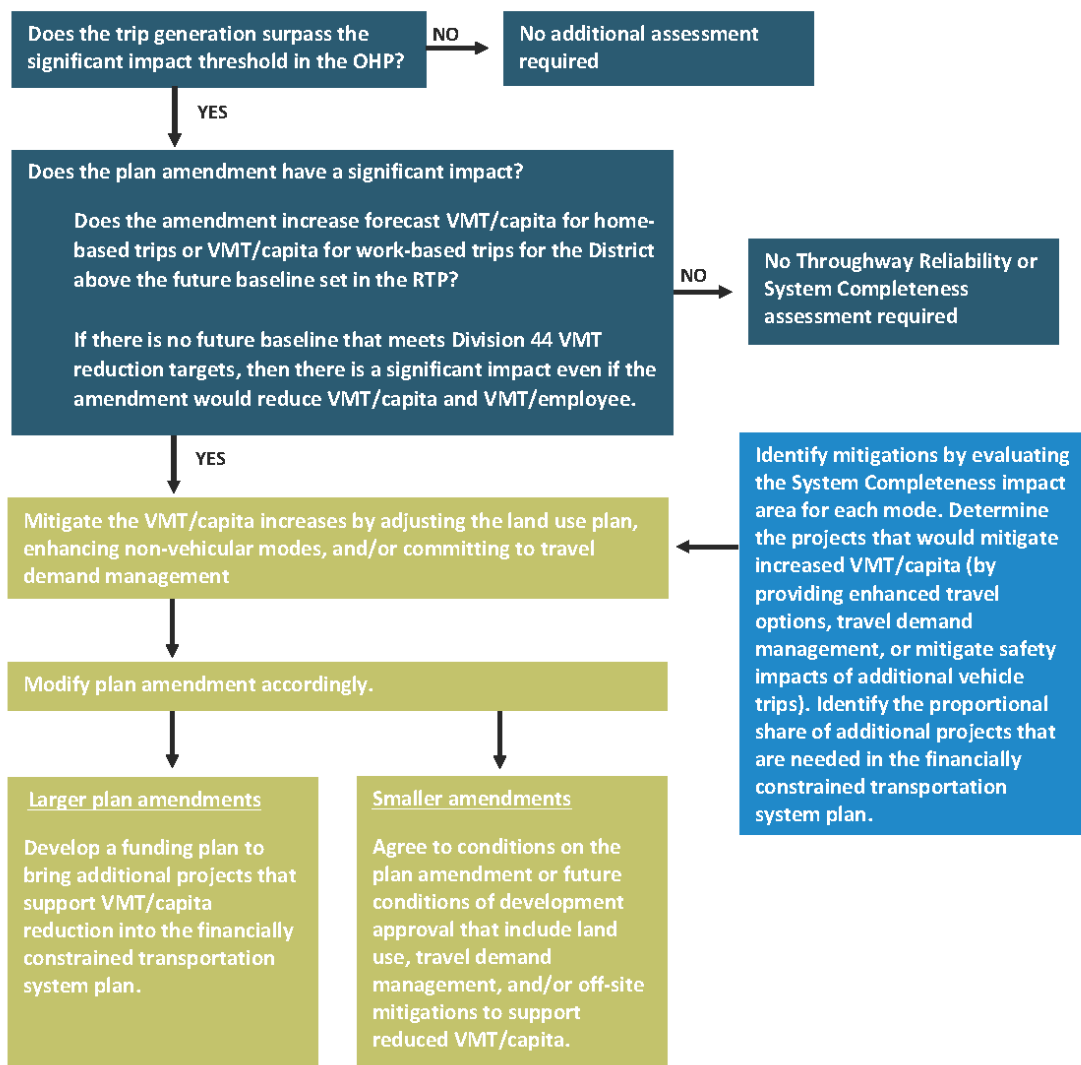 Does the trip generation surpass the
significant impact threshold in the OHP?
NO
No additional assessment
required
YES
Does the plan amendment have a significant impact?
Does the amendment increase forecast VMT/capita for home-
based trips or VMT/capita for work-based trips for the District
above the future baseline set in the RTP?
If there is no future baseline that meets Division 44 VMT
reduction targets, then there is a significant impact even if the
amendment would reduce VMT/capita and VMT/employee.
NO
No Throughway Reliability or
System Completeness
assessment required
YES
Mitigate the VMT/capita increases by adjusting the land use plan,
enhancing non-vehicular modes, and/or committing to travel
demand management
Identify mitigations by evaluating
the System Completeness impact
area for each mode. Determine
the projects that would mitigate
increased VMT/capita (by
providing enhanced travel
options, travel demand
management, or mitigate safety
impacts of additional vehicle
trips). Identify the proportional
share of additional projects that
are needed in the financially
constrained transportation
system plan.
Modify plan amendment accordingly.
Larger plan amendments
Develop a funding plan to
bring additional projects that
support VMT/capita
reduction into the financially
constrained transportation
system plan.
Smaller amendments
Agree to conditions on the
plan amendment or future
conditions of development
approval that include land
use, travel demand
management, and/or off-site
mitigations to support
reduced VMT/capita.